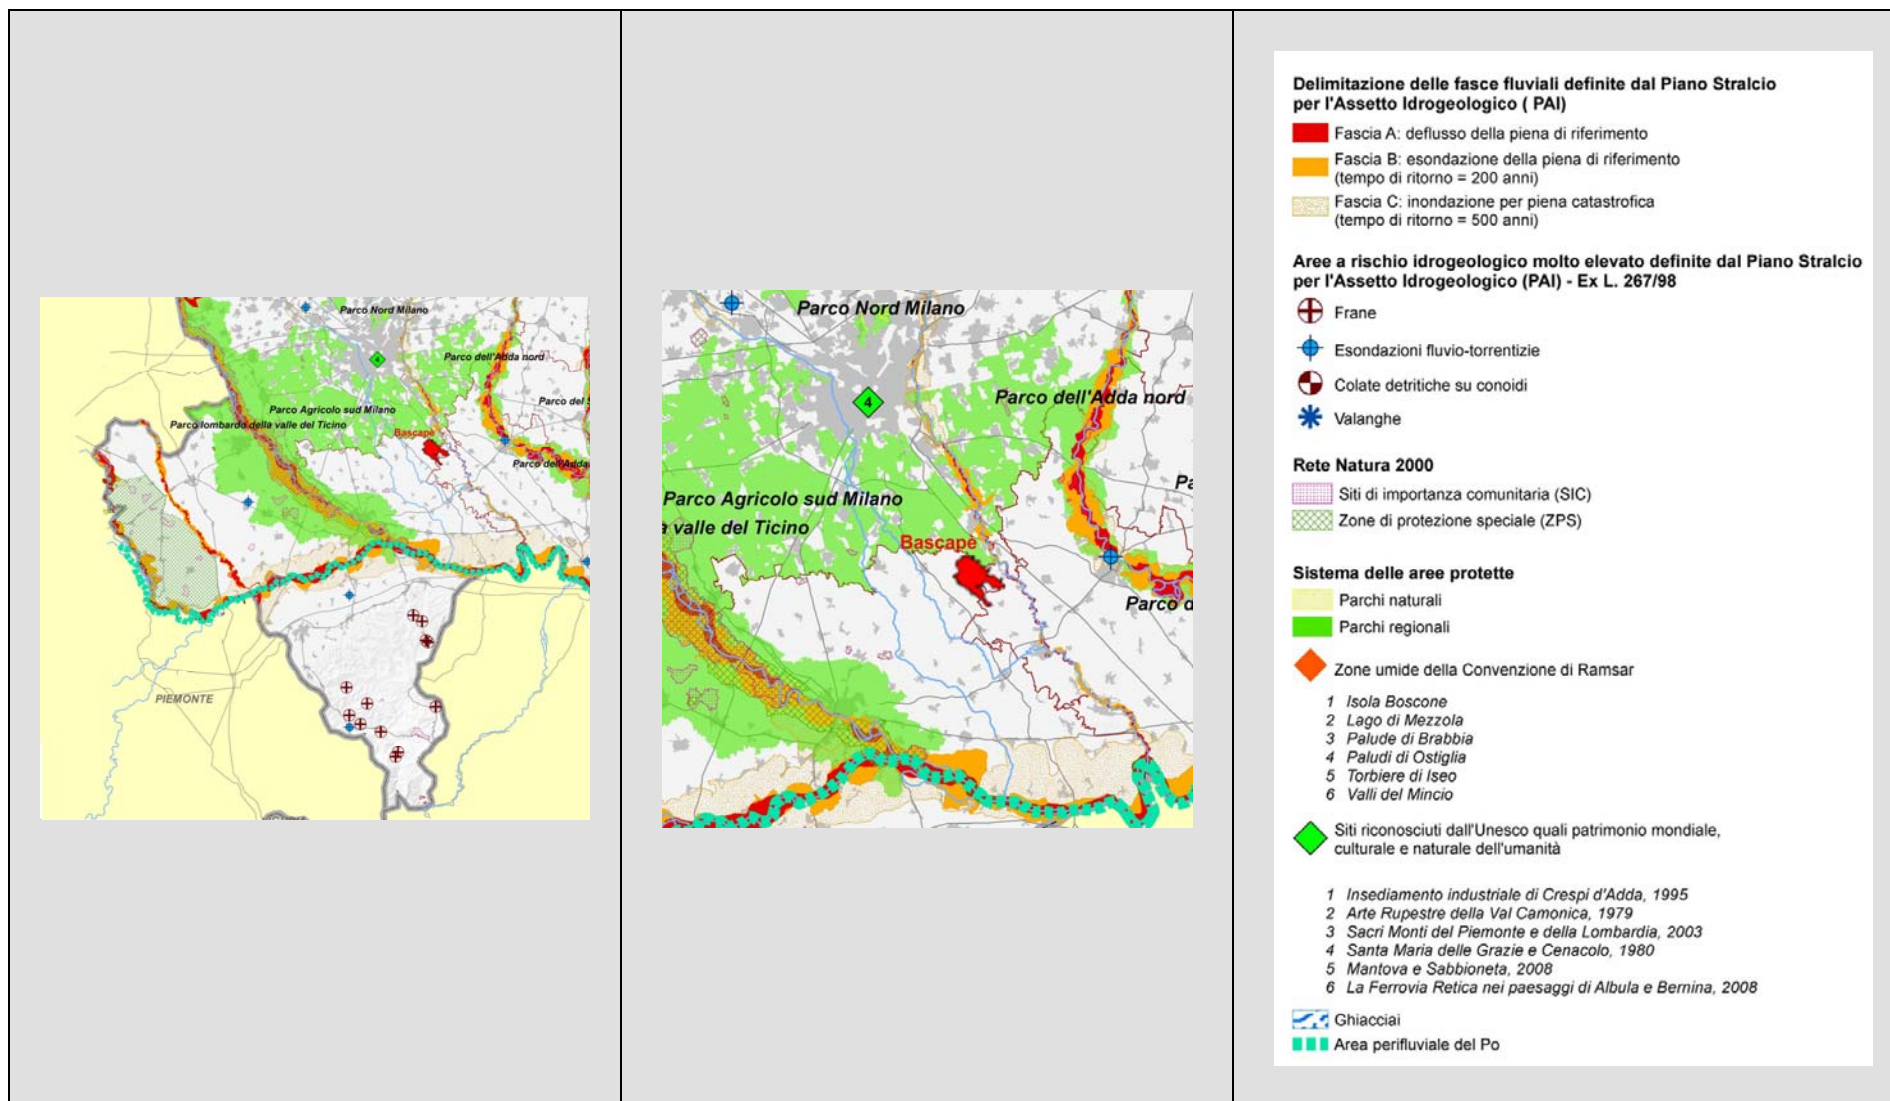 Parco Nord Milano
4
Parco dell'Adda nord
Parco del S
Parco Agricolo sud Milano
Parco lombardo della valle del Ticino
Bascapè
Parco dell'Adda
PIEMONTE
Parco Nord Milano
4
Parco dell'Adda nord
Pa
Parco Agricolo sud Milano
a valle del Ticino
Bascapè
Parco d
Delimitazione delle fasce fluviali definite dal Piano Stralcio
per l'Assetto Idrogeologico ( PAI)
Fascia A: deflusso della piena di riferimento
Fascia B: esondazione della piena di riferimento
(tempo di ritorno = 200 anni)
Fascia C: inondazione per piena catastrofica
(tempo di ritorno = 500 anni)
Aree a rischio idrogeologico molto elevato definite dal Piano Stralcio
per l'Assetto Idrogeologico (PAI) - Ex L. 267/98
Frane
Esondazioni fluvio-torrentizie
Colate detritiche su conoidi
Valanghe
Rete Natura 2000
Siti di importanza comunitaria (SIC)
Zone di protezione speciale (ZPS)
Sistema delle aree protette
Parchi naturali
Parchi regionali
Zone umide della Convenzione di Ramsar
1 Isola Boscone
2 Lago di Mezzola
3 Palude di Brabbia
4 Paludi di Ostiglia
5 Torbiere di Iseo
6 Valli del Mincio
Siti riconosciuti dall'Unesco quali patrimonio mondiale,
culturale e naturale dell'umanità
1 Insediamento industriale di Crespi d'Adda, 1995
2 Arte Rupestre della Val Camonica, 1979
3 Sacri Monti del Piemonte e della Lombardia, 2003
4 Santa Maria delle Grazie e Cenacolo, 1980
5 Mantova e Sabbioneta, 2008
6 La Ferrovia Retica nei paesaggi di Albula e Bernina, 2008
Ghiacciai
Area perifluviale del Po